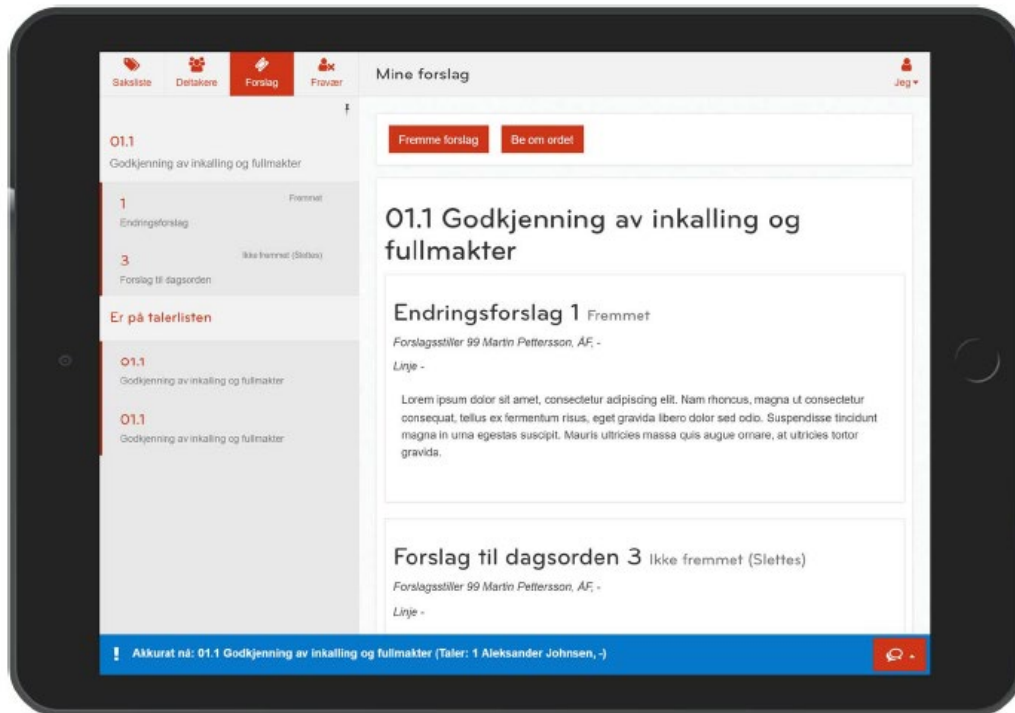 Saksliste
Deltakere
Forslag
Fravær
Mine forslag
Jeg
01.1
Godkjenning av inkalling og fullmakter
1
Fremmet
Endringsforslag
3
Ikke fremmet (Slettes)
Forslag til dagsorden
Er på talerlisten
01.1
Godkjenning av inkalling og fullmakter
01.1
Godkjenning av inkalling og fullmakter
Fremme forslag
Be om ordet
01.1 Godkjenning av inkalling og
fullmakter
Endringsforslag 1 Fremmet
Forslagsstiller 99 Martin Pettersson, ÅF, -
Linje -
Lorem ipsum dolor sit amet, consectetur adipiscing elit. Nam rhoncus, magna ut consectetur
consequat, tellus ex fermentum risus, eget gravida libero dolor sed odio. Suspendisse tincidunt
magna in urna egestas suscipit. Mauris ultricies massa quis augue ornare, at ultricies tortor
gravida.
Forslag til dagsorden 3 Ikke fremmet (Slettes)
Forslagsstiller 99 Martin Pettersson, ÅF, -
Linje -
! Akkurat nå: 01.1 Godkjenning av inkalling og fullmakter (Taler: 1 Aleksander Johnsen, -)